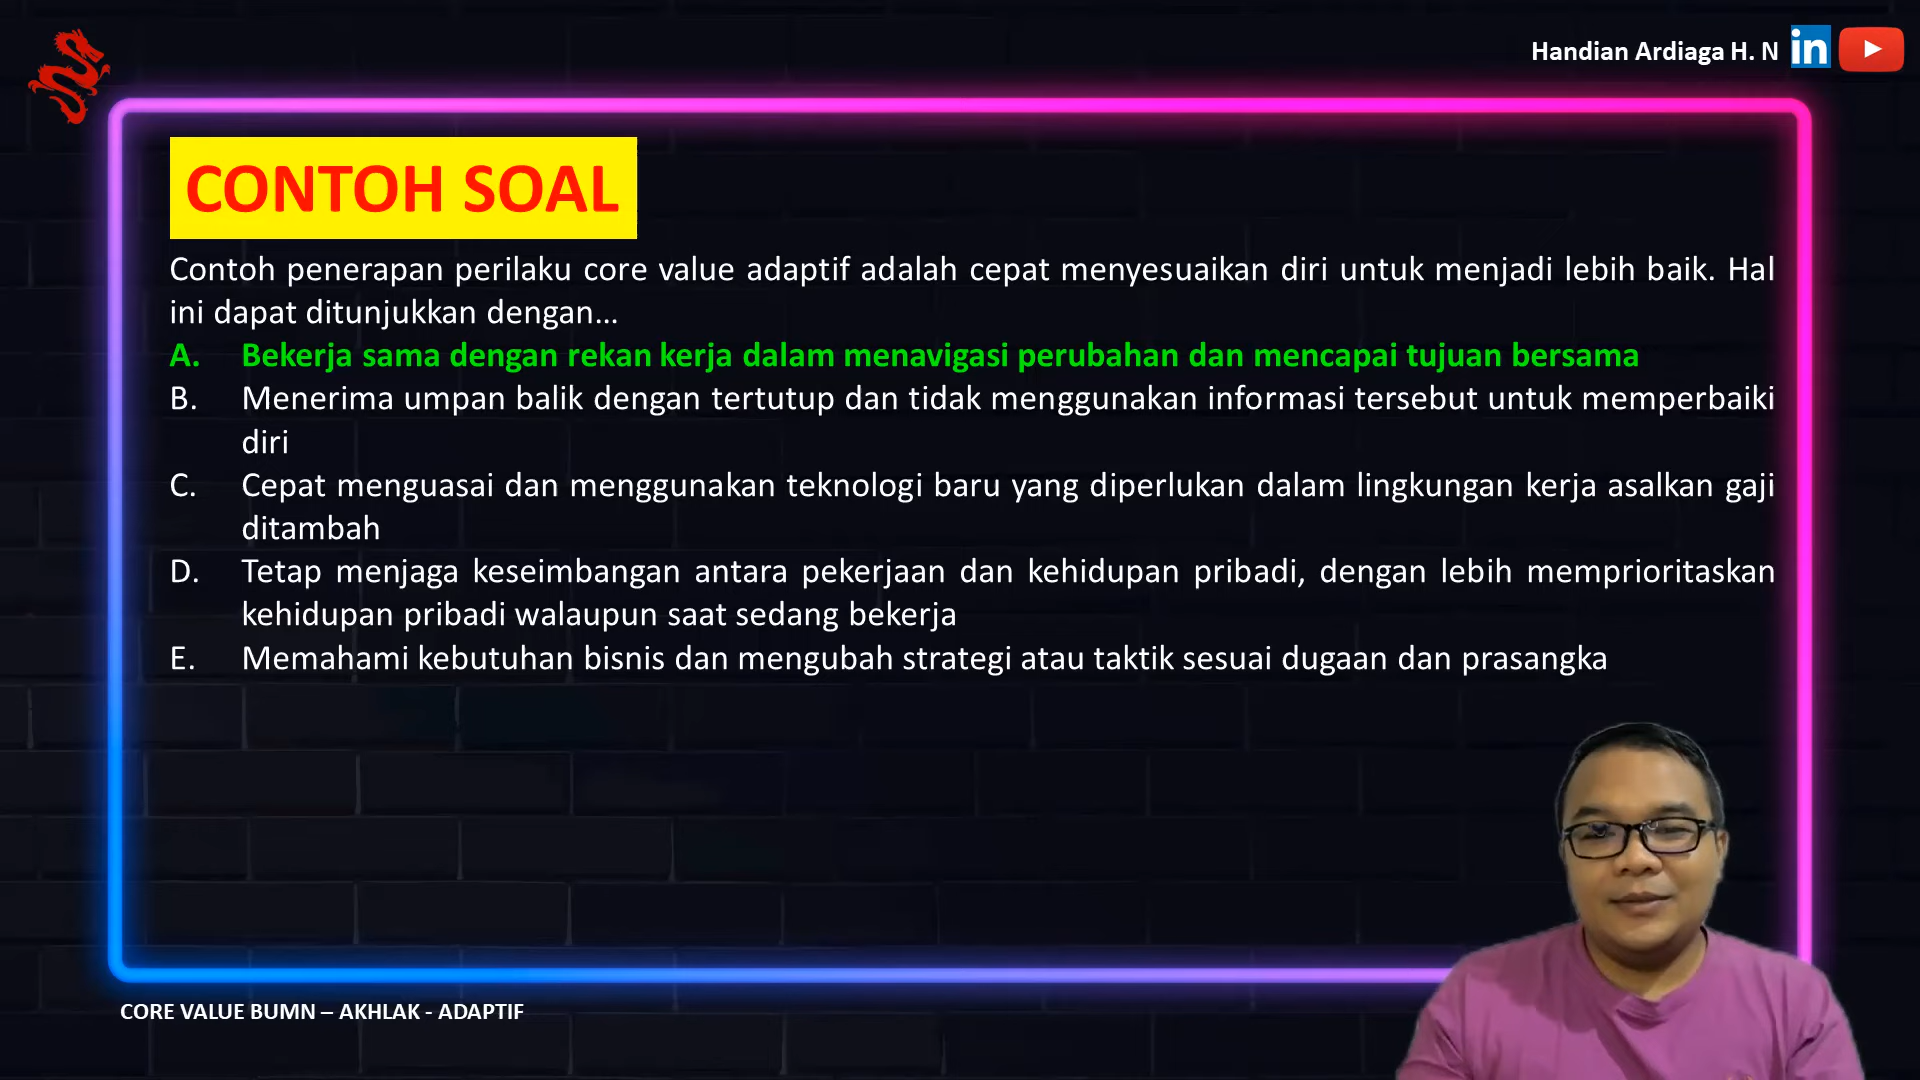 Handian Ardiaga H. N in
CONTOH SOAL
Contoh penerapan perilaku core value adaptif adalah cepat menyesuaikan diri untuk menjadi lebih baik. Hal
ini dapat ditunjukkan dengan...
A. Bekerja sama dengan rekan kerja dalam menavigasi perubahan dan mencapai tujuan bersama
B. Menerima umpan balik dengan tertutup dan tidak menggunakan informasi tersebut untuk memperbaiki
diri
C. Cepat menguasai dan menggunakan teknologi baru yang diperlukan dalam lingkungan kerja asalkan gaji
ditambah
D. Tetap menjaga keseimbangan antara pekerjaan dan kehidupan pribadi, dengan lebih memprioritaskan
kehidupan pribadi walaupun saat sedang bekerja
E. Memahami kebutuhan bisnis dan mengubah strategi atau taktik sesuai dugaan dan prasangka
CORE VALUE BUMN – AKHLAK - ADAPTIF